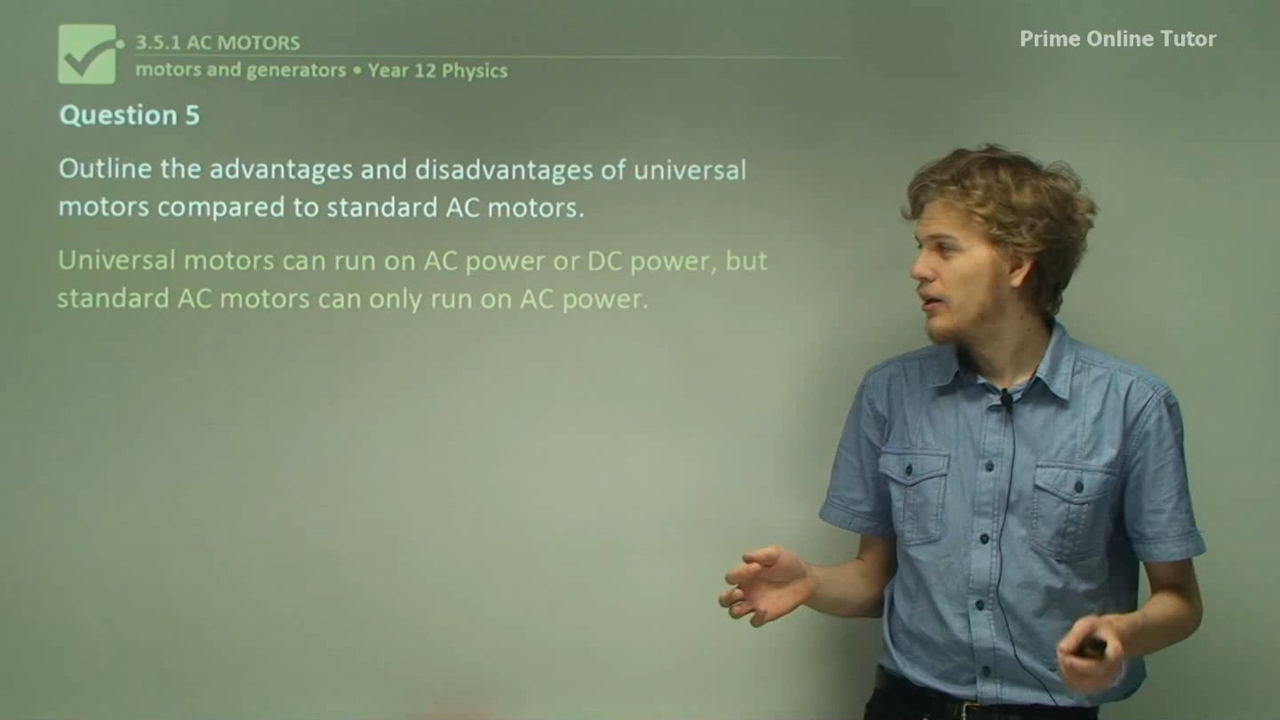 3.5.1 AC MOTORS
Prime Online Tutor
motors and generators • Year 12 Physics
Question 5
Outline the advantages and disadvantages of universal
motors compared to standard AC motors.
Universal motors can run on AC power or DC power, but
standard AC motors can only run on AC power.